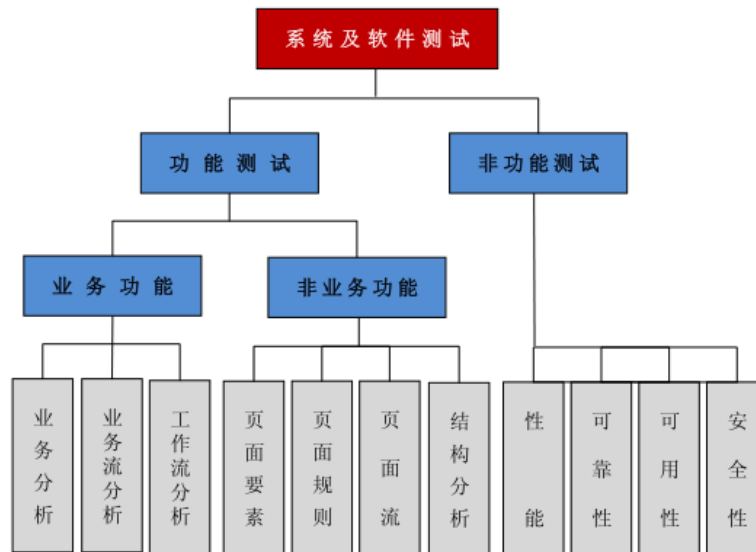 系统及软件测试
功能测试
非功能测试
业务功能
非业务功能
业务分析
业务流分析
工作流分析
页面要素
页面规则
页面流
结构分析
性能
可靠性
可用性
安全性